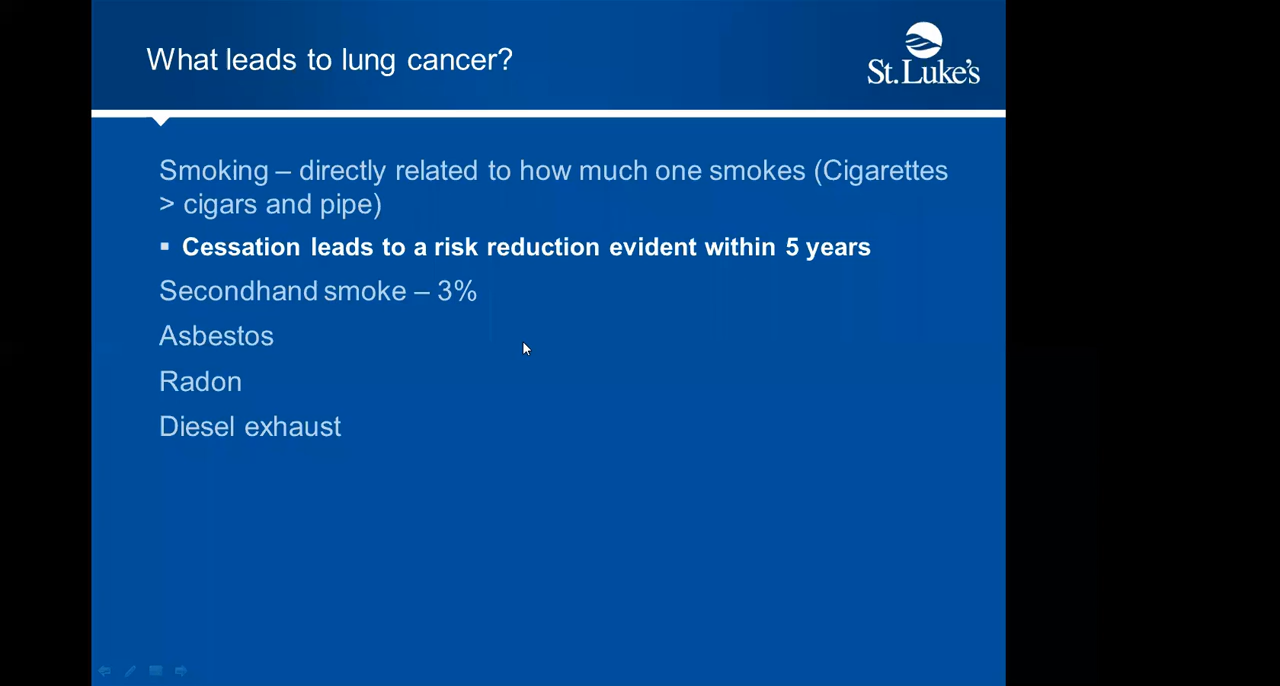 What leads to lung cancer?
St. Luke's
Smoking – directly related to how much one smokes (Cigarettes
> cigars and pipe)
▪ Cessation leads to a risk reduction evident within 5 years
Secondhand smoke – 3%
Asbestos
Radon
Diesel exhaust